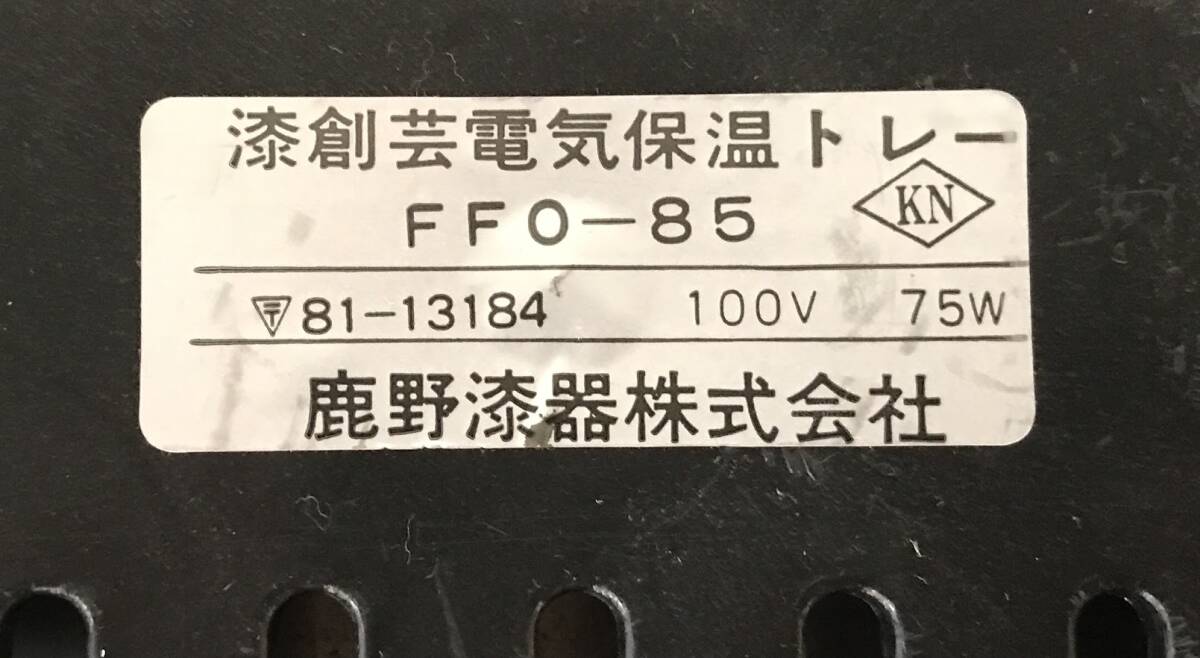 漆創芸電気保温トレー
FFO-85 KN
〒81-13184 100V 75W
鹿野漆器株式会社